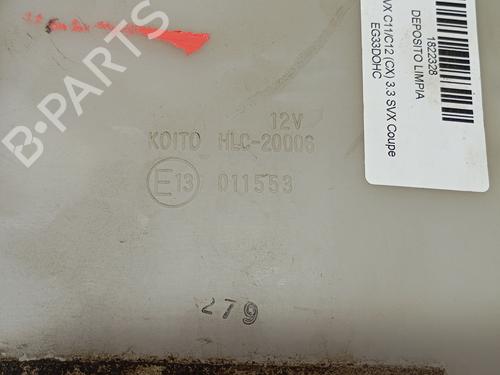 B-PARTS
1822328
DEPOSITO LIMPIA
VX C11/C12 (CX) 3.3 SVX Coupe
EG33DOHC
12V
KOITO HLC-20006
E13 011553
279